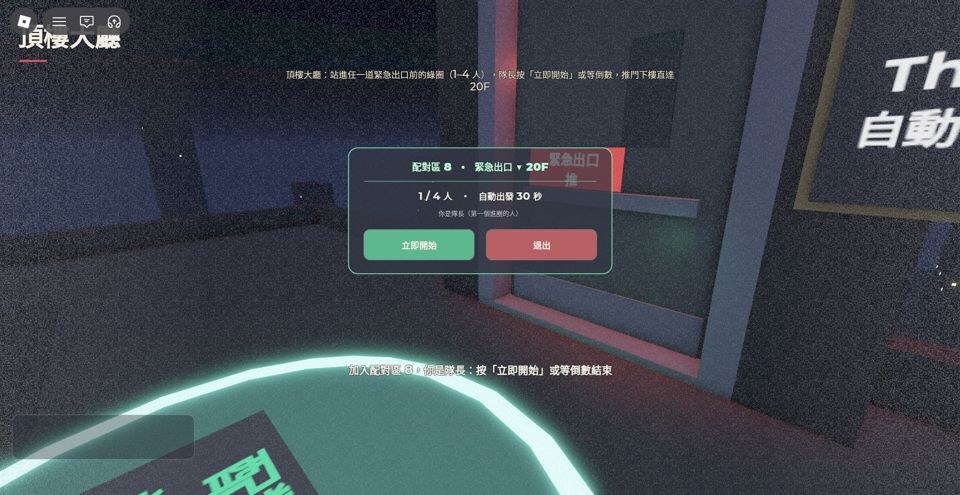 頂樓大廳
頂樓大廳：站進任一道緊急出口前的綠圈（1–4 人），隊長按「立即開始」或等倒數，推門下樓直達
20F
Th
自動
緊急出口
推
配對區 8 • 緊急出口 ▼ 20F
1 / 4 人 • 自動出發 30 秒
你是隊長（第一個進圈的人）
立即開始
退出
加入配對區 8，你是隊長：按「立即開始」或等倒數結束
配